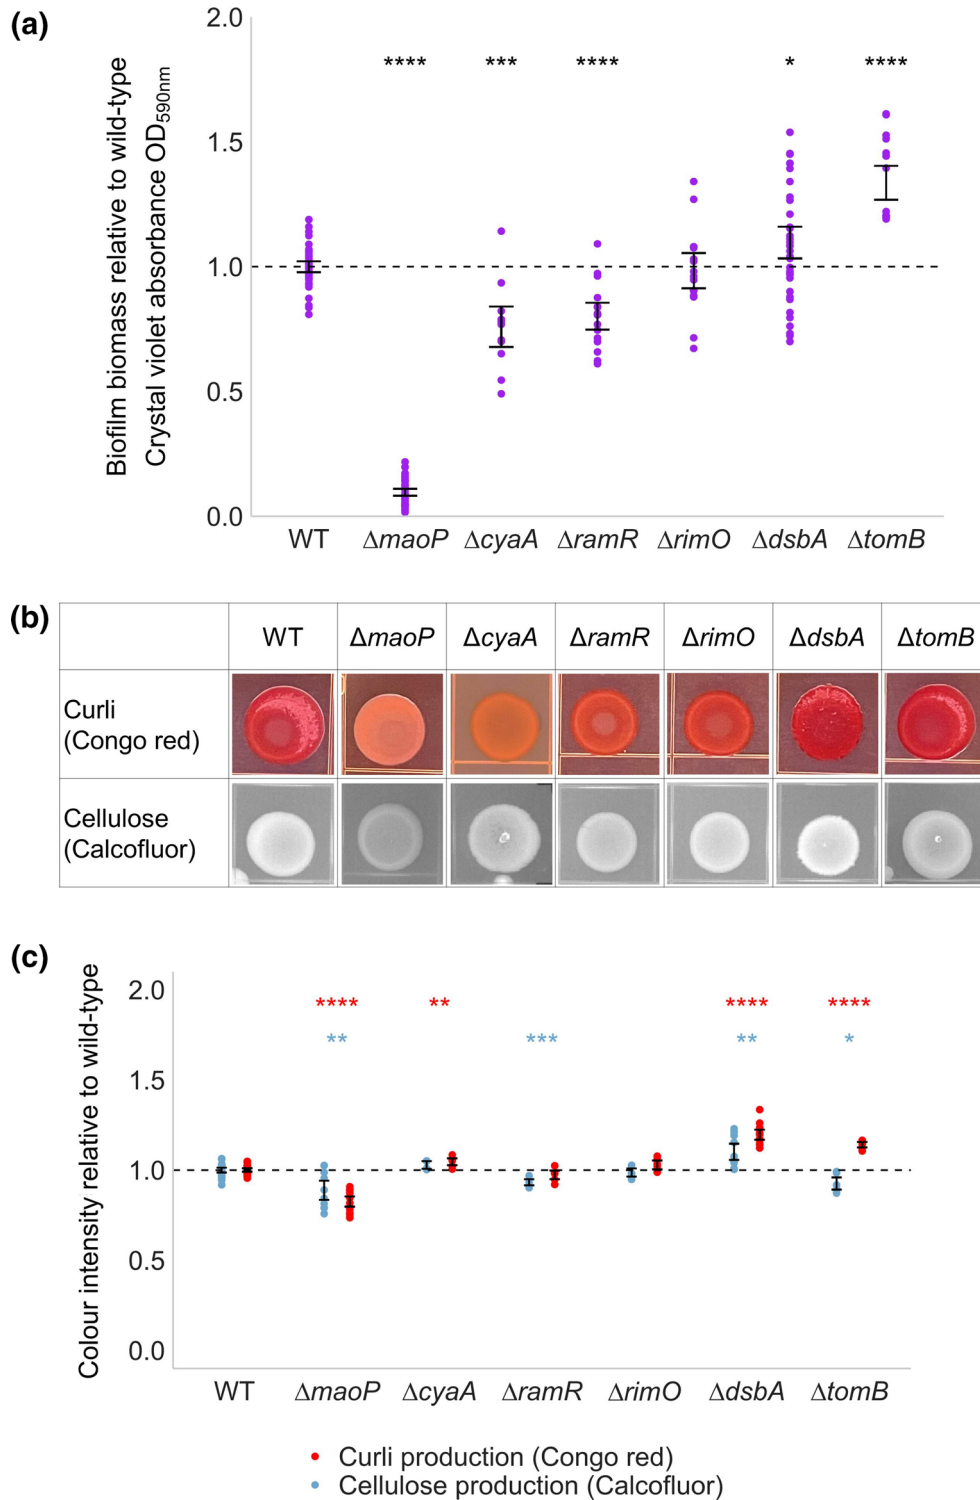 (a)
Biofilm biomass relative to wild-type
Crystal violet absorbance OD590nm
2.0
1.5
1.0
0.5
0.0
**** *** **** * ****
WT ΔmaoP ΔcyaA ΔramR ΔrimO ΔdsbA ΔtomB
(b)
WT ΔmaoP ΔcyaA ΔramR ΔrimO ΔdsbA ΔtomB
Curli
(Congo red)
Cellulose
(Calcofluor)
(c)
Colour intensity relative to wild-type
2.0
1.5
1.0
0.5
0.0
**** ** **** ****
** *** ** *
WT ΔmaoP ΔcyaA ΔramR ΔrimO ΔdsbA ΔtomB
Curli production (Congo red)
Cellulose production (Calcofluor)